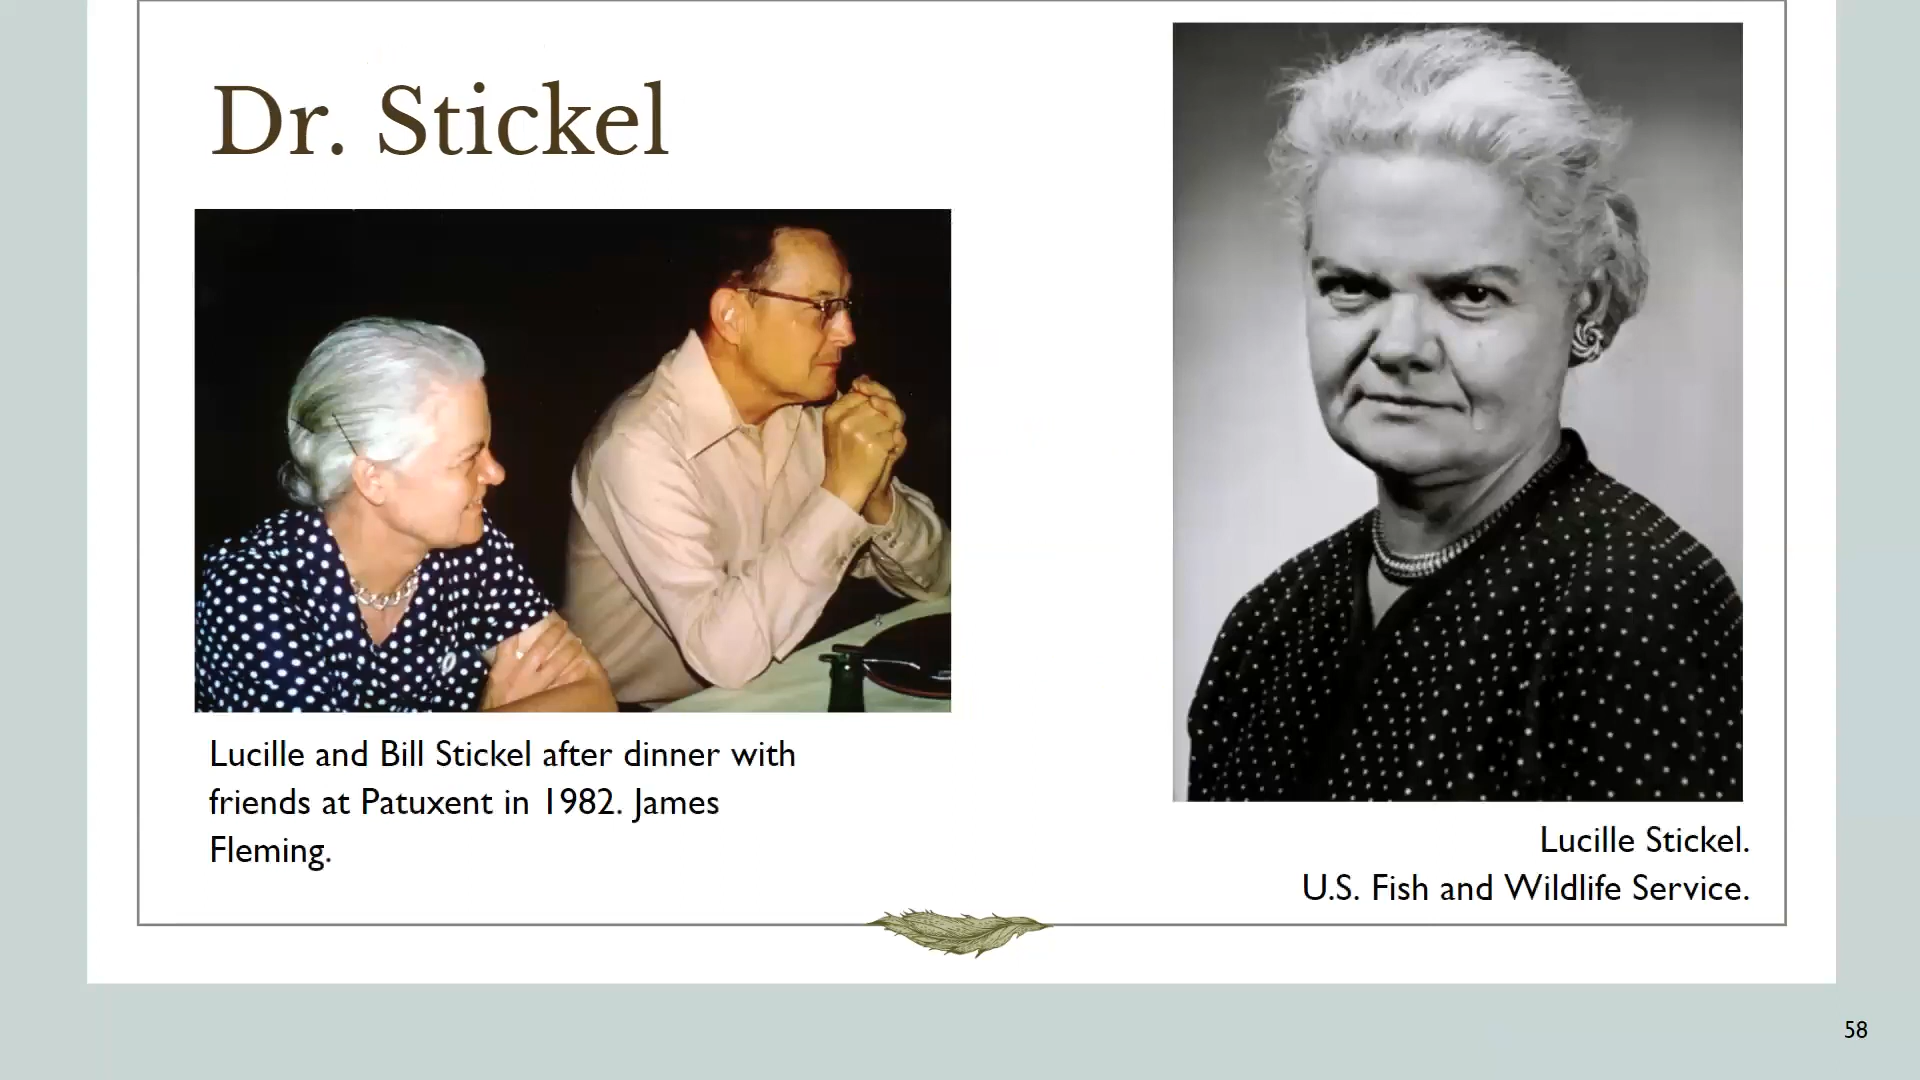 Dr. Stickel
Lucille and Bill Stickel after dinner with
friends at Patuxent in 1982. James
Fleming.
Lucille Stickel.
U.S. Fish and Wildlife Service.
58